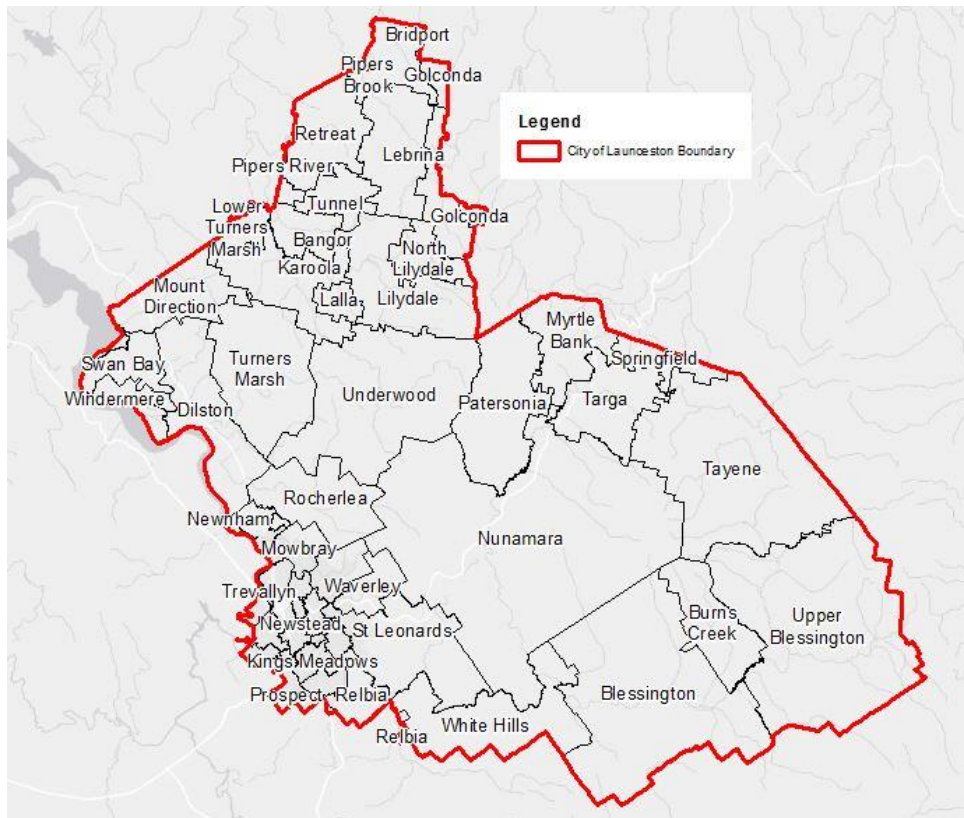 Bridport
Pipers
Brook
Golconda
Legend
City of Launceston Boundary
Retreat
Lebrina
Pipers River
Tunnel
Lower
Turners
Marsh
Golconda
Bangor
North
Lilydale
Karoola
Mount
Direction
Lalla
Lilydale
Myrtle
Bank
Springfield
Swan Bay
Turners
Marsh
Underwood
Patersonia
Targa
Windermere
Dilston
Tayene
Rocherlea
Newnham
Nunamara
Mowbray
Trevallyn
Waverley
Newstead
St Leonards
Burns
Creek
Upper
Blessington
Kings Meadows
Prospect
Relbia
Blessington
White Hills
Relbia